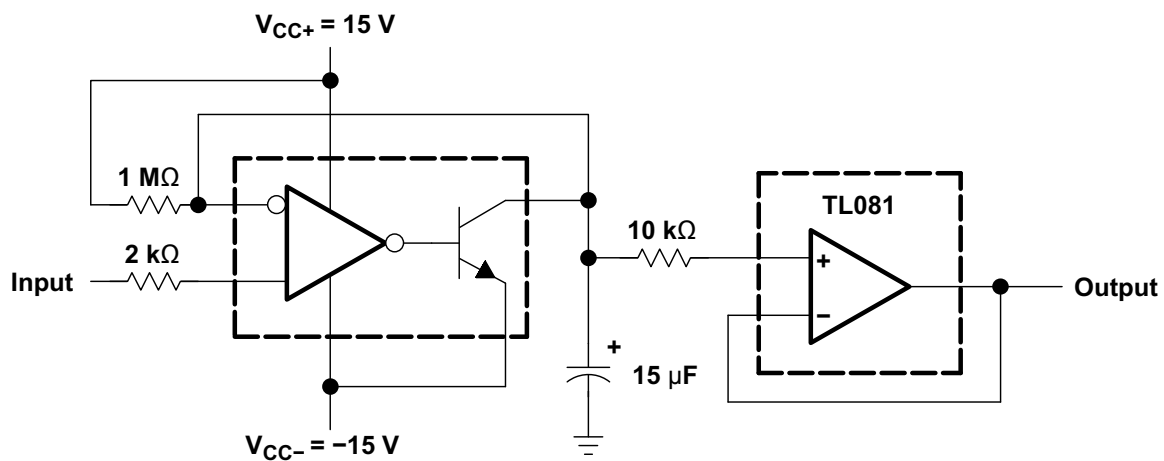 VCC+ = 15 V
1 MΩ
TL081
2 kΩ
10 kΩ
+
Input
−
Output
+
15 µF
VCC− = −15 V